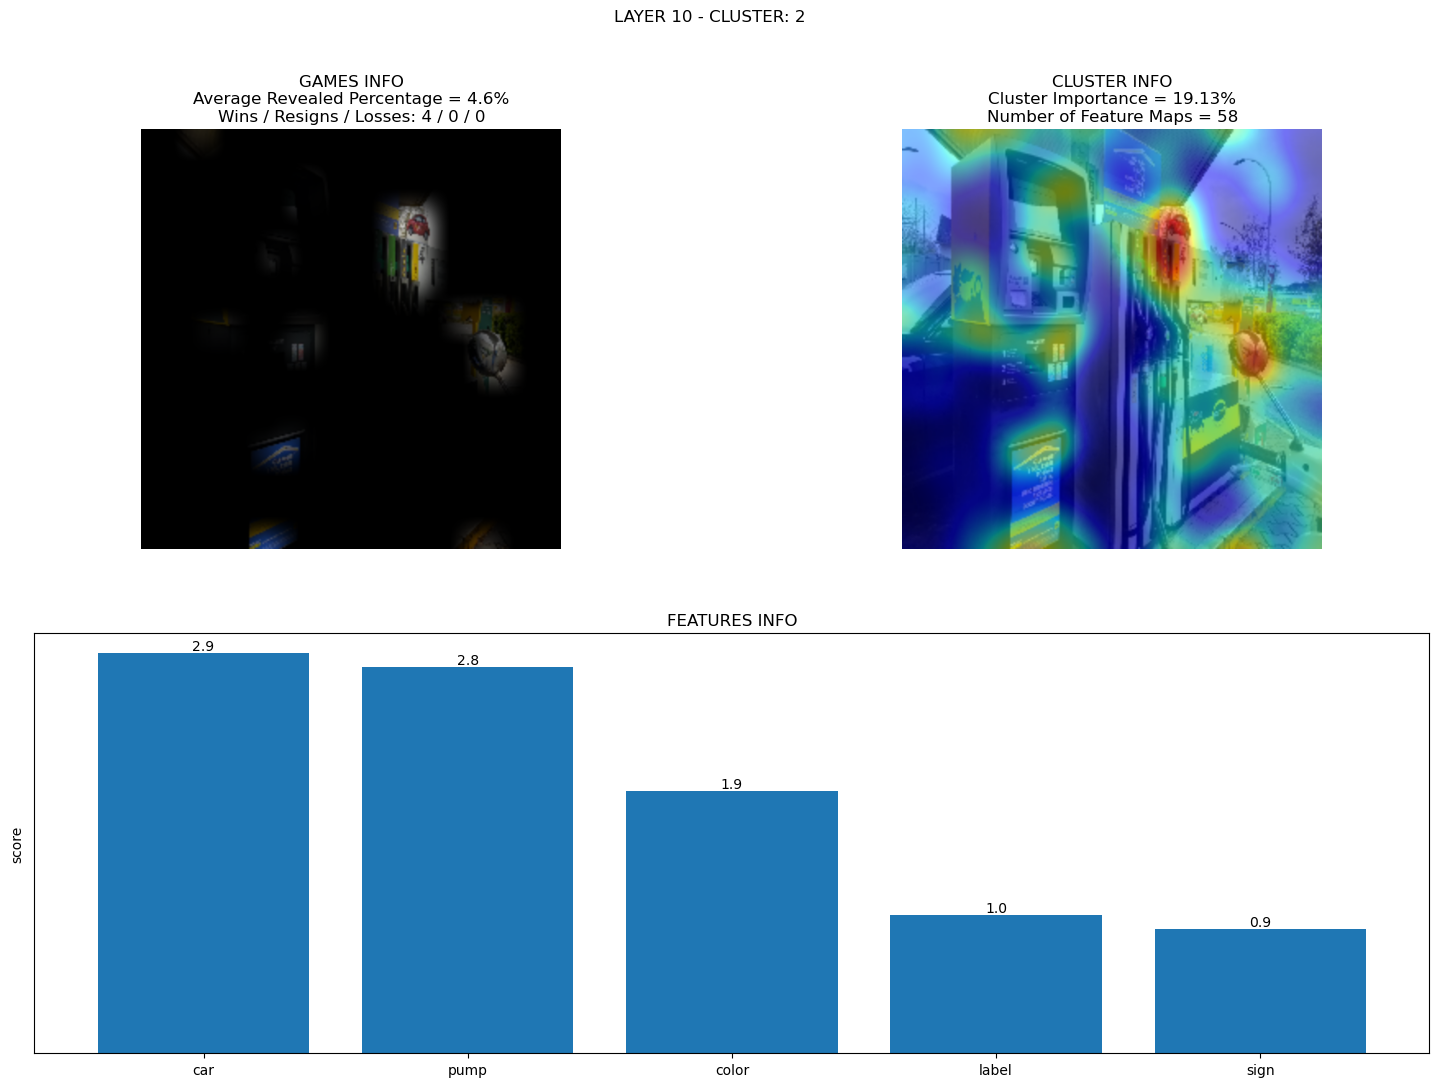 LAYER 10 - CLUSTER: 2
GAMES INFO
Average Revealed Percentage = 4.6%
Wins / Resigns / Losses: 4 / 0 / 0
CLUSTER INFO
Cluster Importance = 19.13%
Number of Feature Maps = 58
FEATURES INFO
score
2.9
2.8
1.9
1.0
0.9
car
pump
color
label
sign